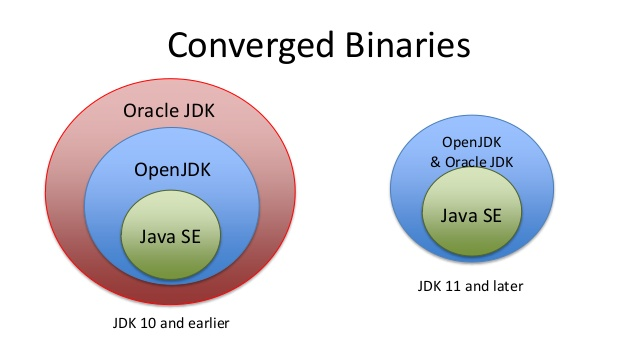 Converged Binaries
Oracle JDK
OpenJDK
Java SE
JDK 10 and earlier
OpenJDK
& Oracle JDK
Java SE
JDK 11 and later